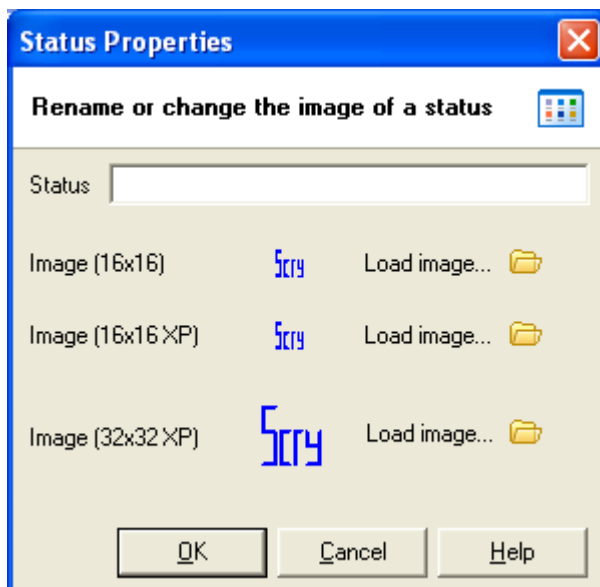 Status Properties
Rename or change the image of a status
Status
Image (16x16) Scry Load image...
Image (16x16 XP) Scry Load image...
Image (32x32 XP) Scry Load image...
OK Cancel Help